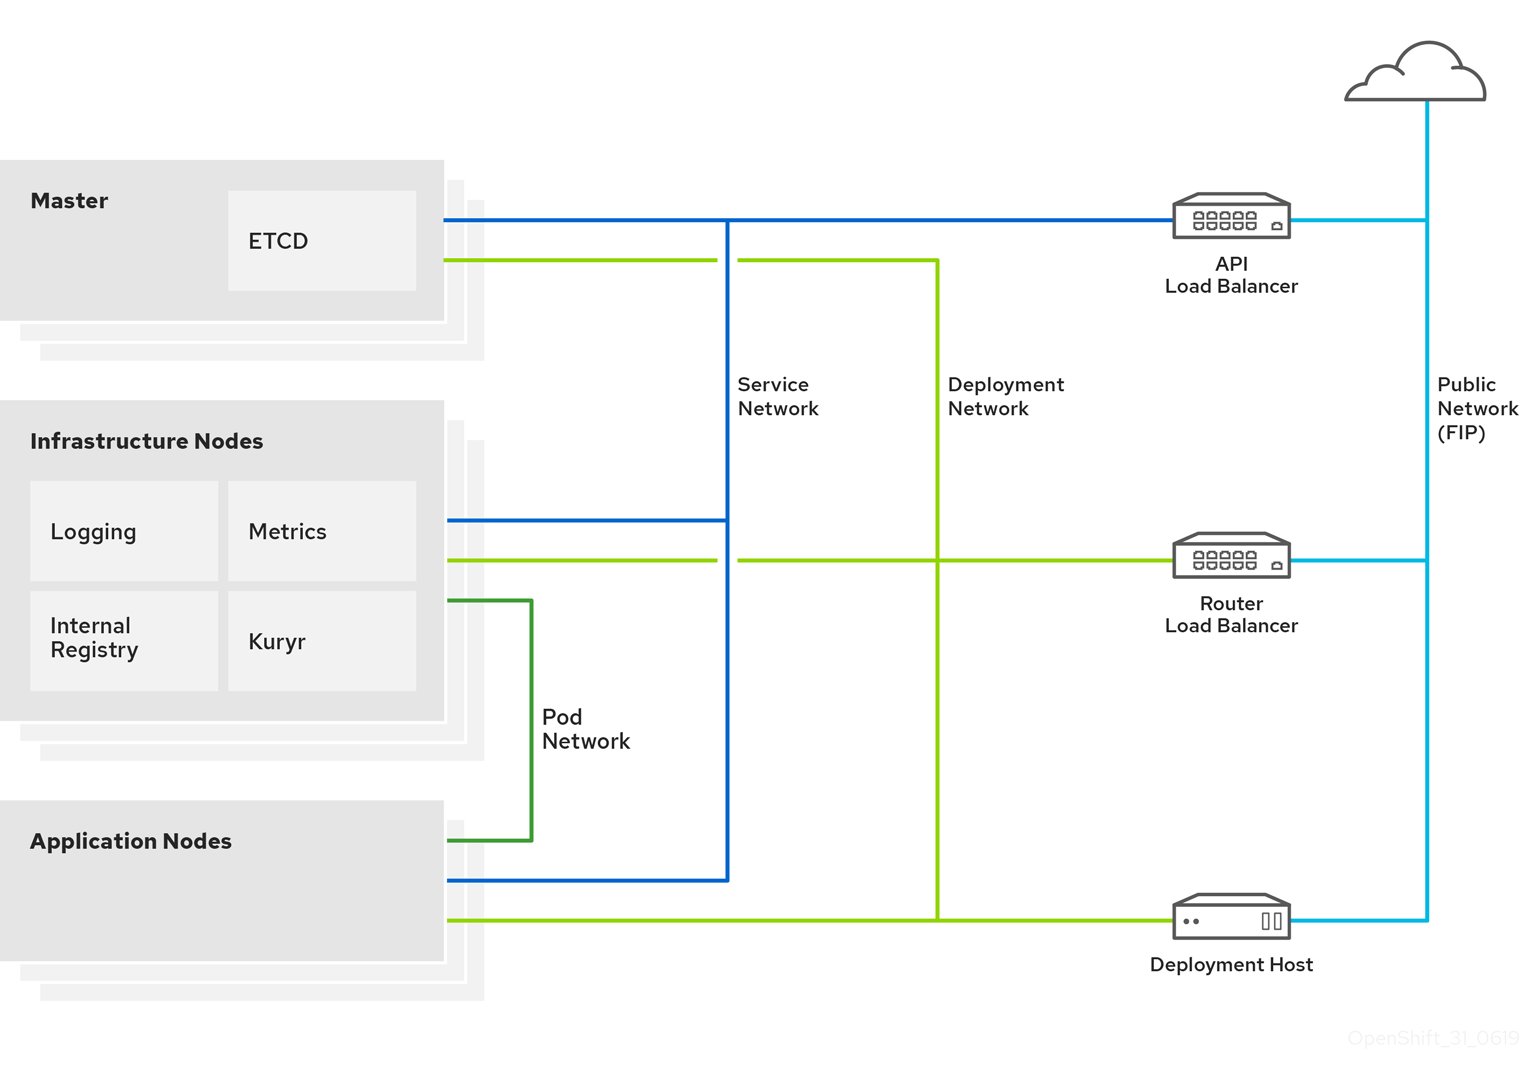 Master
ETCD
API
Load Balancer
Service
Network
Deployment
Network
Public
Network
(FIP)
Infrastructure Nodes
Logging
Metrics
Internal
Registry
Kuryr
Router
Load Balancer
Pod
Network
Application Nodes
Deployment Host
OpenShift_31_0619